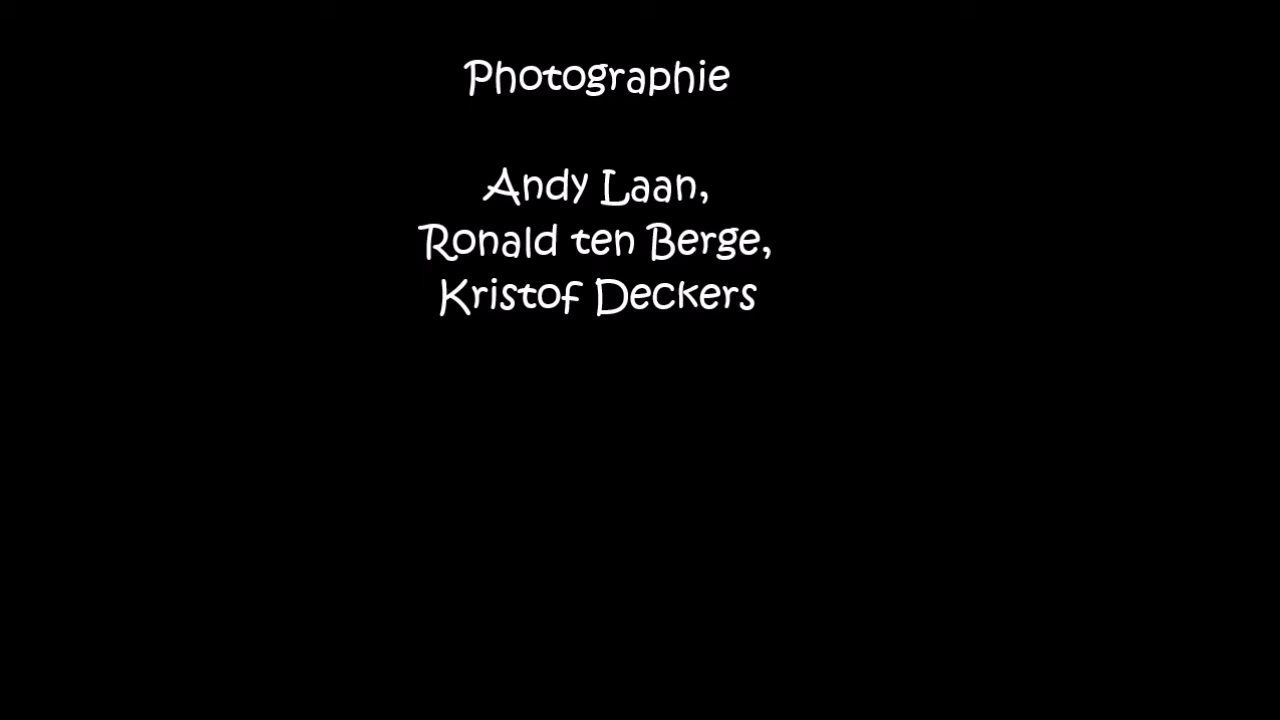 Photographie
Andy Laan,
Ronald ten Berge,
Kristof Deckers